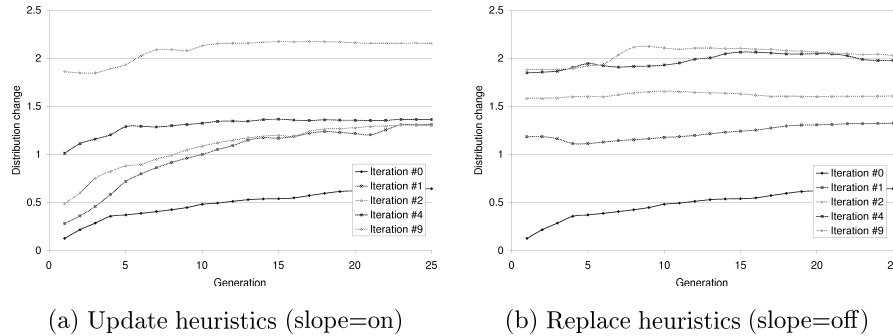 2.5
2
1.5
1
0.5
0
Distribution change
0
5
10
15
20
25
Generation
Iteration #0
Iteration #1
Iteration #2
Iteration #4
Iteration #9
(a) Update heuristics (slope=on)
2.5
2
1.5
1
0.5
0
Distribution change
0
5
10
15
20
Generation
Iteration #0
Iteration #1
Iteration #2
Iteration #4
Iteration #9
(b) Replace heuristics (slope=off)